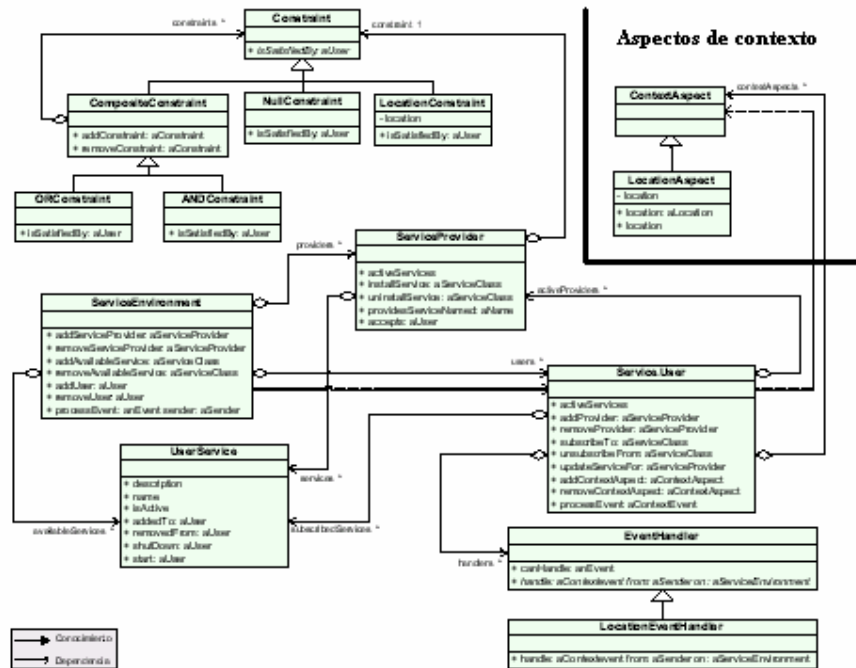 Constraint
+ isSatisfiedBy: aUser
constraints *
constraint 1
CompositeConstraint
+ addConstraint: aConstraint
+ removeConstraint: aConstraint
NullConstraint
+ isSatisfiedBy: aUser
LocationConstraint
- location
+ isSatisfiedBy: aUser
ORConstraint
+ isSatisfiedBy: aUser
ANDConstraint
+ isSatisfiedBy: aUser
Aspectos de contexto
contextAspects *
ContextAspect
LocationAspect
- location
+ location: aLocation
+ location
ServiceProvider
+ activeServices
+ installService: aServiceClass
+ uninstallService: aServiceClass
+ providesServiceNamed: aName
+ accepts: aUser
providers *
activeProviders *
ServiceEnvironment
+ addServiceProvider: aServiceProvider
+ removeServiceProvider: aServiceProvider
+ addAvailableService: aServiceClass
+ removeAvailableService: aServiceClass
+ addUser: aUser
+ removeUser: aUser
+ processEvent: anEvent sender: aSender
users *
Service.User
+ activeServices
+ addProvider: aServiceProvider
+ removeProvider: aServiceProvider
+ subscribeTo: aServiceClass
+ unsubscribeFrom: aServiceClass
+ updateServiceFor: aServiceProvider
+ addContextAspect: aContextAspect
+ removeContextAspect: aContextAspect
+ processEvent: aContextEvent
UserService
+ description
+ name
+ isActive
+ addedTo: aUser
+ removedFrom: aUser
+ shutDown: aUser
+ start: aUser
services *
availableServices *
subscribedServices *
handlers *
EventHandler
+ canHandle: anEvent
+ handle: aContextevent from: aSender on: aServiceEnvironment
LocationEventHandler
+ handle: aContextevent from: aSender on: aServiceEnvironment
Conocimiento
Dependencia